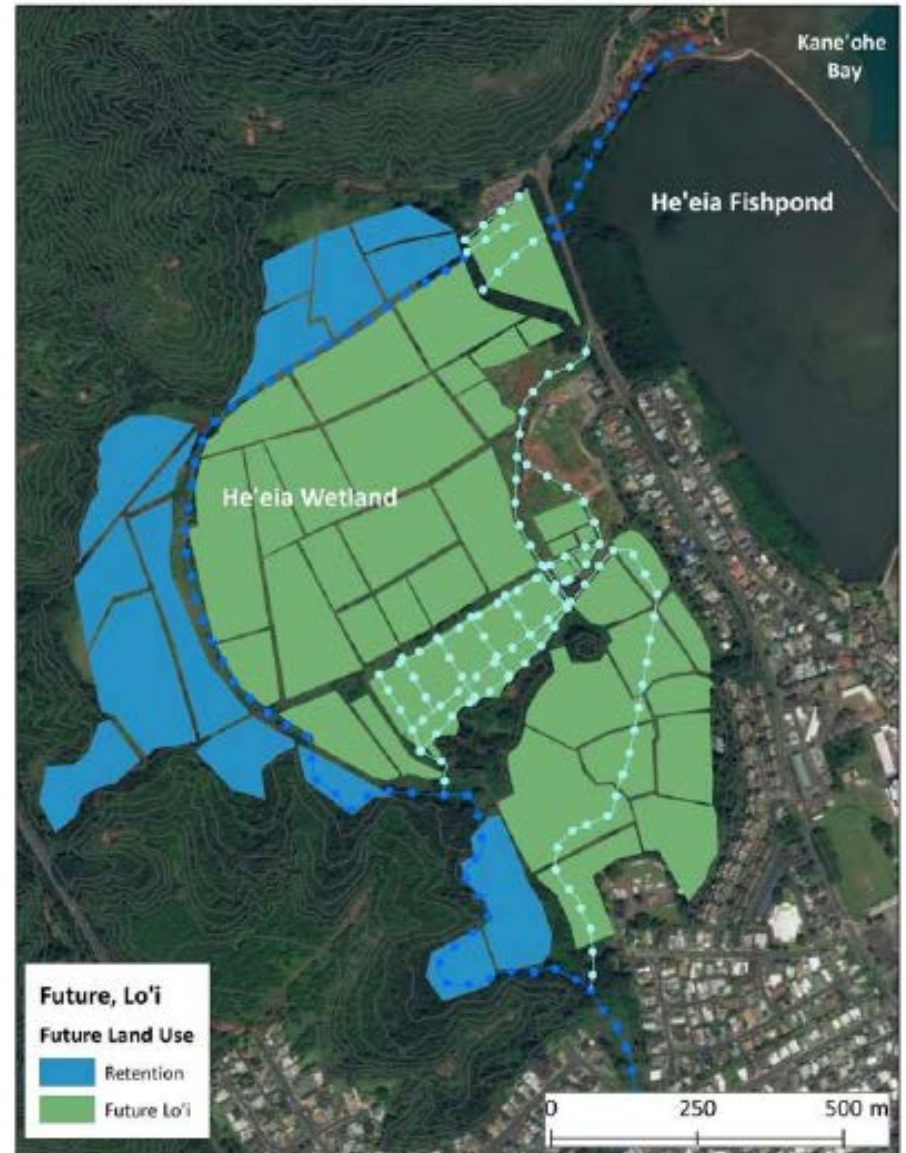 Kane'ohe
Bay
He'eia Fishpond
He'eia Wetland
Future, Lo'i
Future Land Use
Retention
Future Lo'i
0 250 500 m